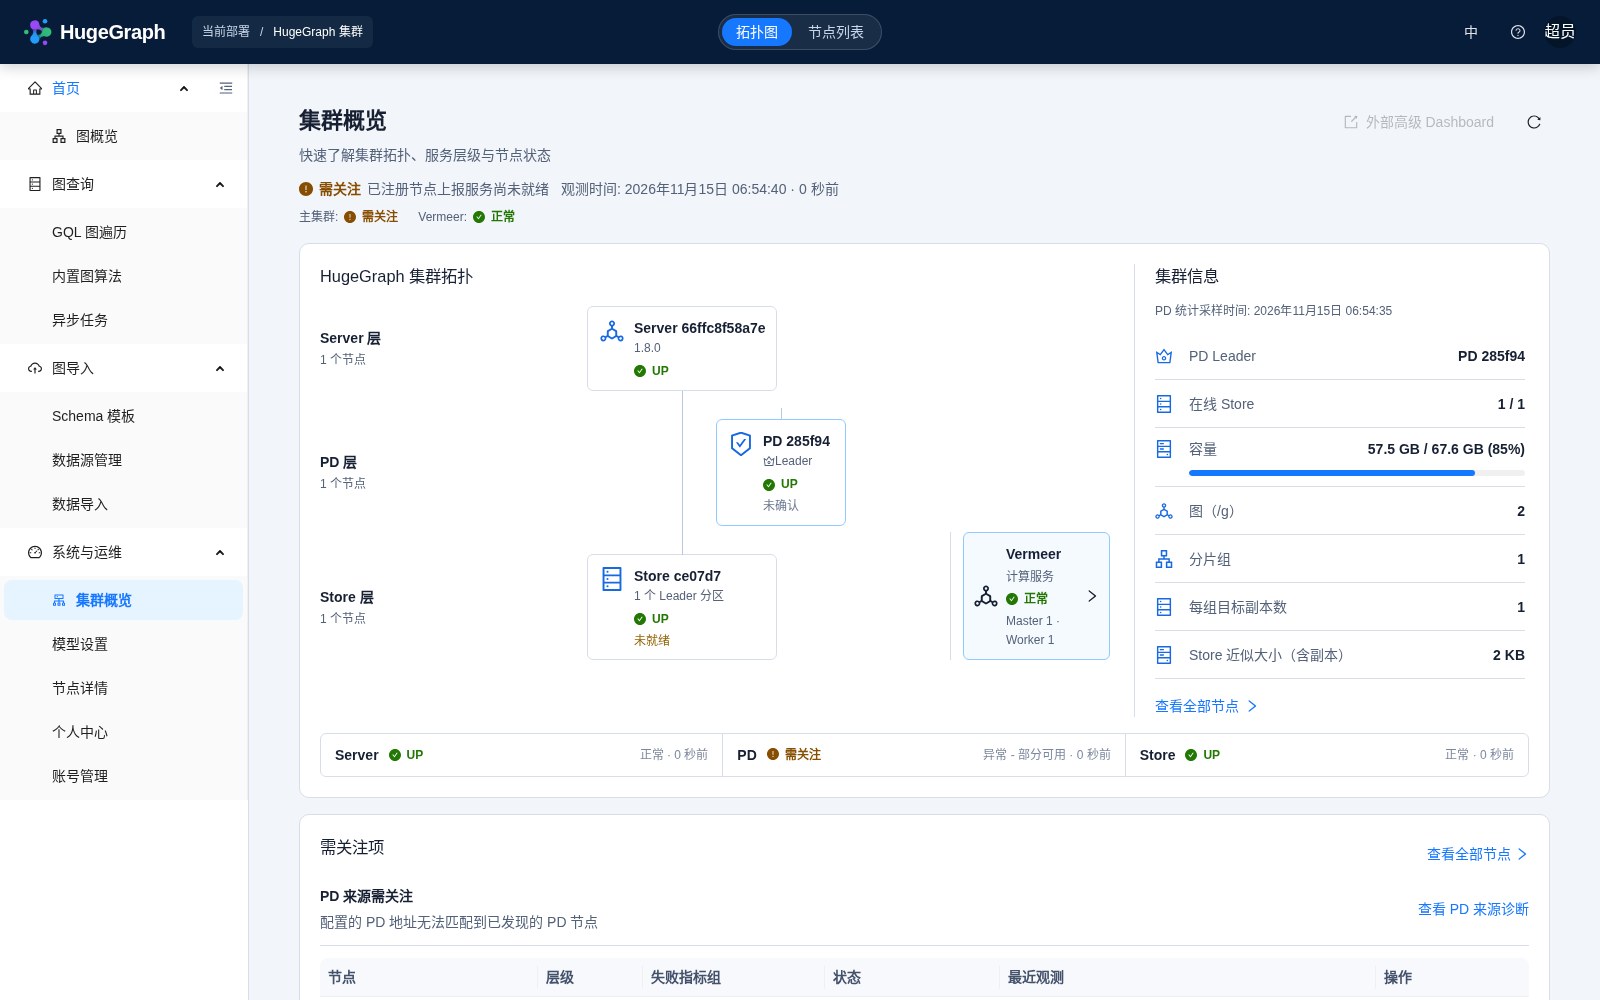 HugeGraph
当前部署 / HugeGraph 集群
拓扑图 节点列表
中
超员
首页
图概览
图查询
GQL 图遍历
内置图算法
异步任务
图导入
Schema 模板
数据源管理
数据导入
系统与运维
集群概览
模型设置
节点详情
个人中心
账号管理
集群概览
外部高级 Dashboard
快速了解集群拓扑、服务层级与节点状态
需关注 已注册节点上报服务尚未就绪 观测时间: 2026年11月15日 06:54:40 · 0 秒前
主集群: 需关注 Vermeer: 正常
HugeGraph 集群拓扑
Server 层
1 个节点
Server 66ffc8f58a7e
1.8.0
UP
PD 层
1 个节点
PD 285f94
Leader
UP
未确认
Store 层
1 个节点
Store ce07d7
1 个 Leader 分区
UP
未就绪
Vermeer
计算服务
正常
Master 1 ·
Worker 1
集群信息
PD 统计采样时间: 2026年11月15日 06:54:35
PD Leader PD 285f94
在线 Store 1 / 1
容量 57.5 GB / 67.6 GB (85%)
图（/g） 2
分片组 1
每组目标副本数 1
Store 近似大小（含副本） 2 KB
查看全部节点
Server UP 正常 · 0 秒前
PD 需关注 异常 - 部分可用 · 0 秒前
Store UP 正常 · 0 秒前
需关注项
查看全部节点
PD 来源需关注
配置的 PD 地址无法匹配到已发现的 PD 节点
查看 PD 来源诊断
节点 层级 失败指标组 状态 最近观测 操作